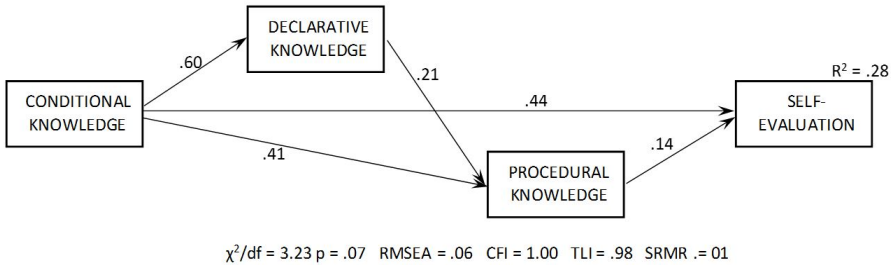 DECLARATIVE
KNOWLEDGE
.60
.21
R² = .28
CONDITIONAL
KNOWLEDGE
.44
SELF-
EVALUATION
.41
.14
PROCEDURAL
KNOWLEDGE
χ²/df = 3.23 p = .07 RMSEA = .06 CFI = 1.00 TLI = .98 SRMR .= 01